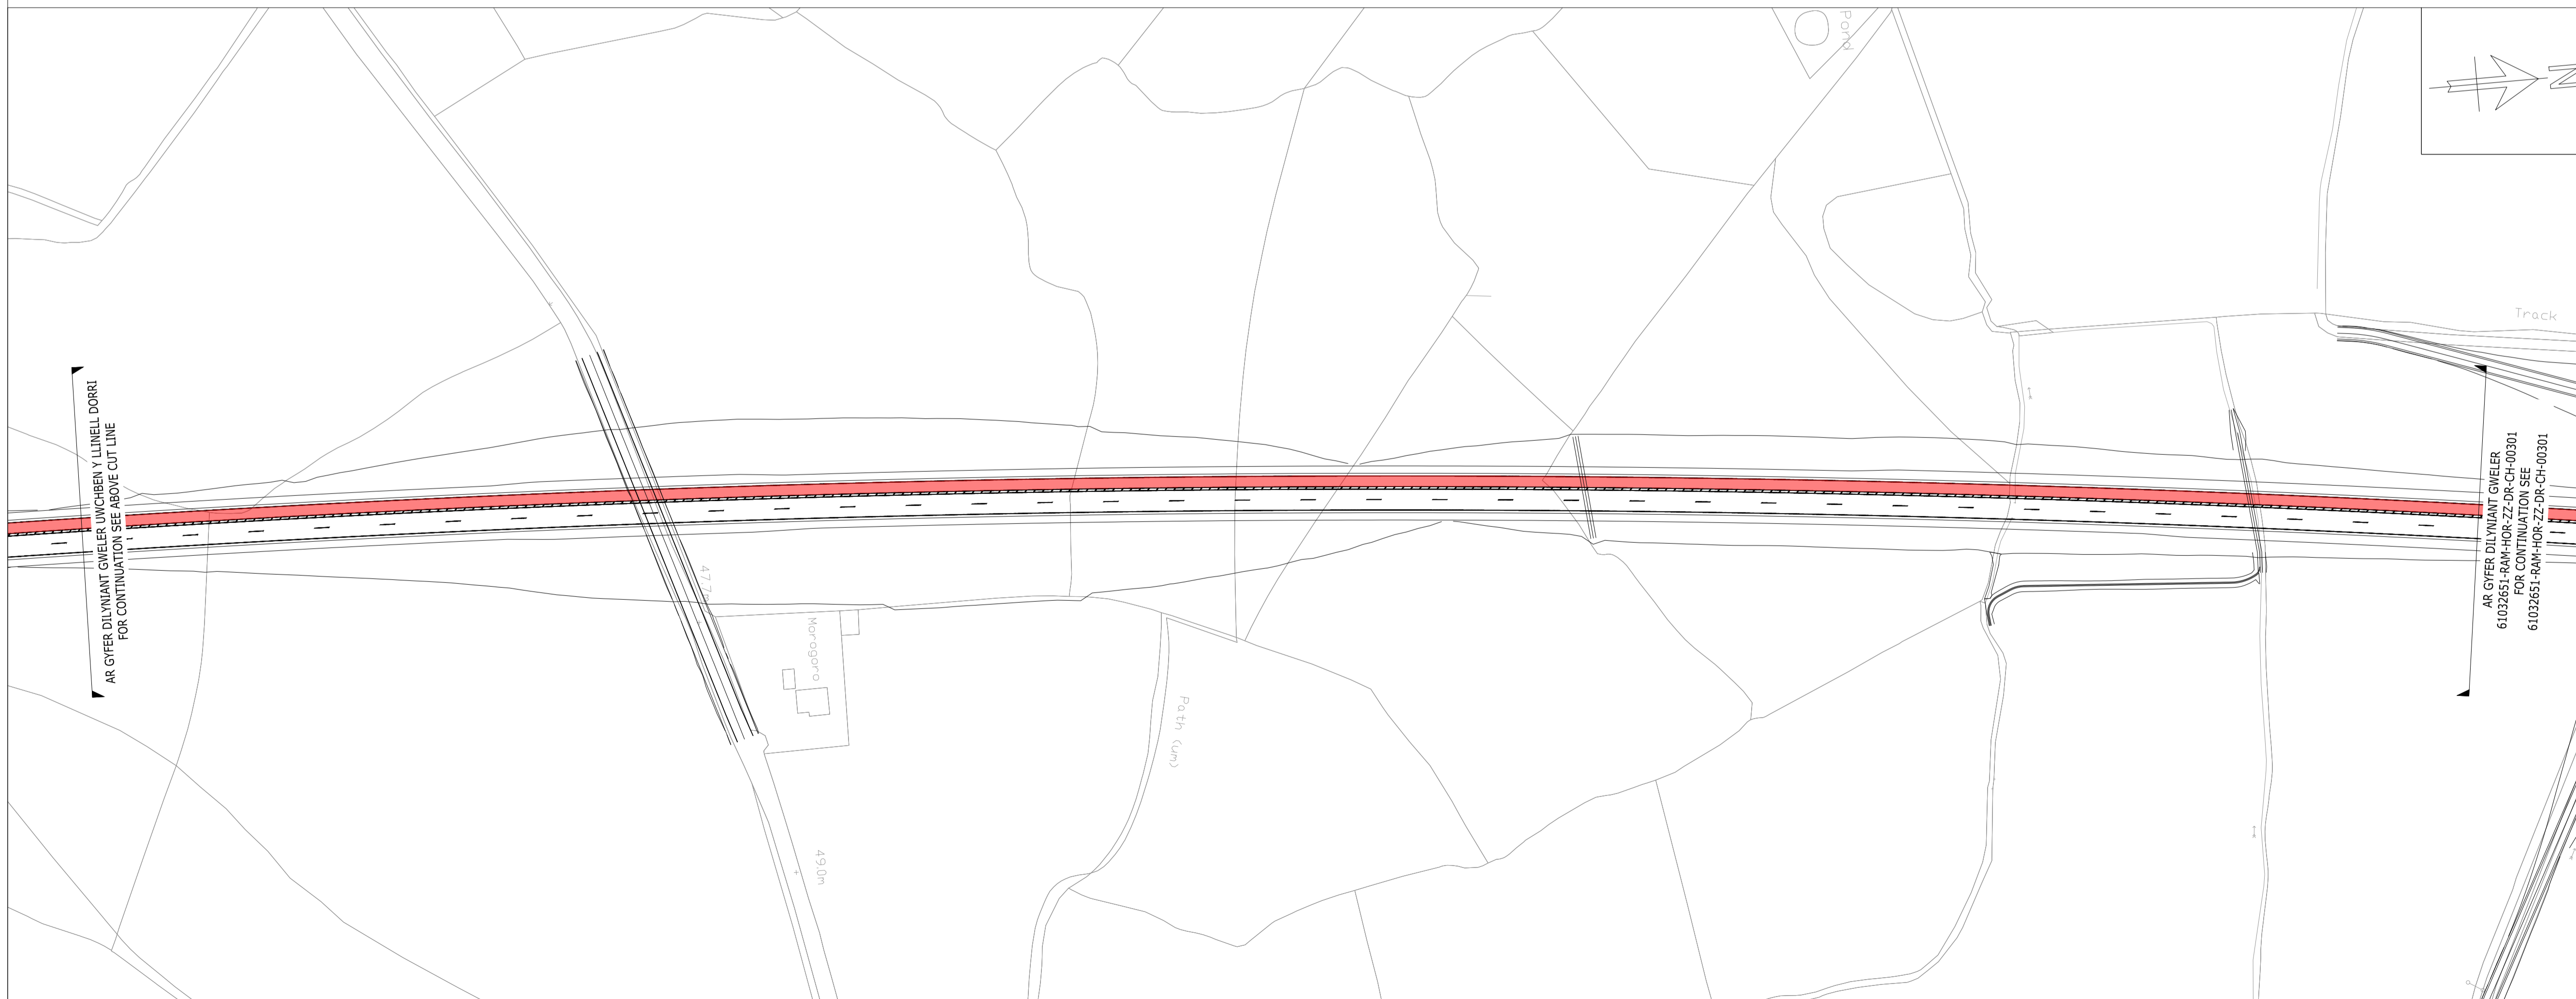 AR GYFER DILYNIANT GWELER UWCHBEN Y LLINELL DORRI
FOR CONTINUATION SEE ABOVE CUT LINE
47.7m
Morogoro
49.0m
Path (um)
Pond
Track
N
AR GYFER DILYNIANT GWELER
61032651-RAM-HOR-ZZ-DR-CH-00301
FOR CONTINUATION SEE
61032651-RAM-HOR-ZZ-DR-CH-00301